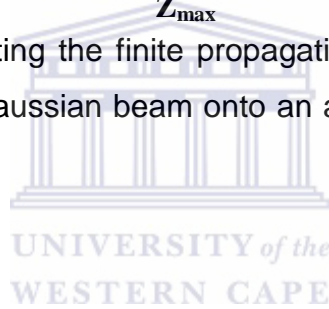 Zmax
ting the finite propagati
aussian beam onto an a
UNIVERSITY of the
WESTERN CAPE